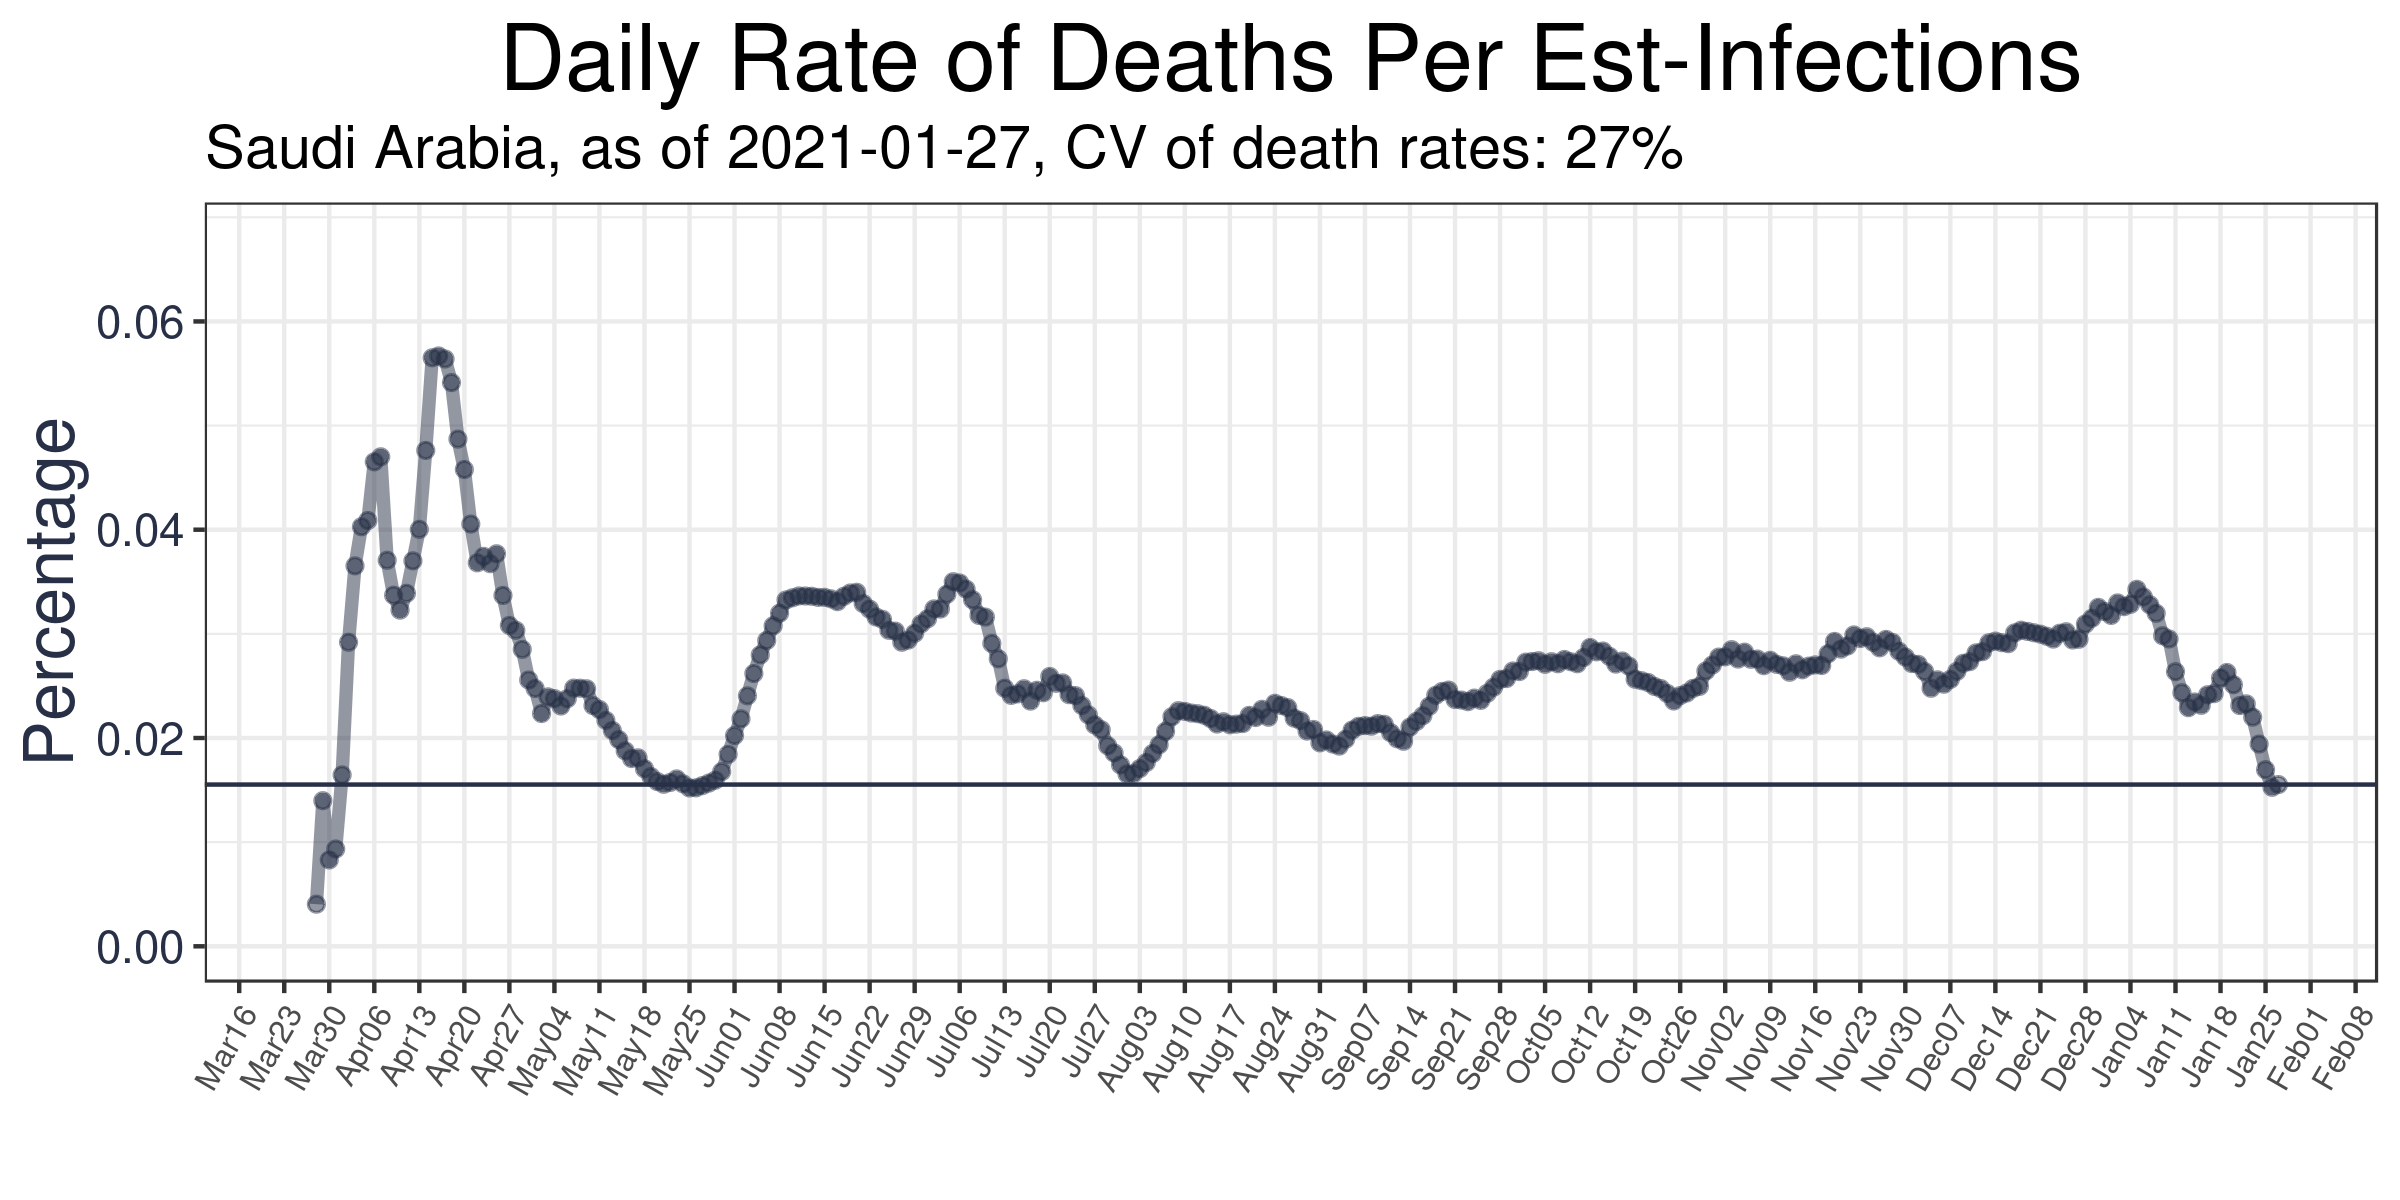 Daily Rate of Deaths Per Est-Infections
Saudi Arabia, as of 2021-01-27, CV of death rates: 27%
Percentage
0.06
0.04
0.02
0.00
Mar16
Mar23
Mar30
Apr06
Apr13
Apr20
Apr27
May04
May11
May18
May25
Jun01
Jun08
Jun15
Jun22
Jun29
Jul06
Jul13
Jul20
Jul27
Aug03
Aug10
Aug17
Aug24
Aug31
Sep07
Sep14
Sep21
Sep28
Oct05
Oct12
Oct19
Oct26
Nov02
Nov09
Nov16
Nov23
Nov30
Dec07
Dec14
Dec21
Dec28
Jan04
Jan11
Jan18
Jan25
Feb01
Feb08